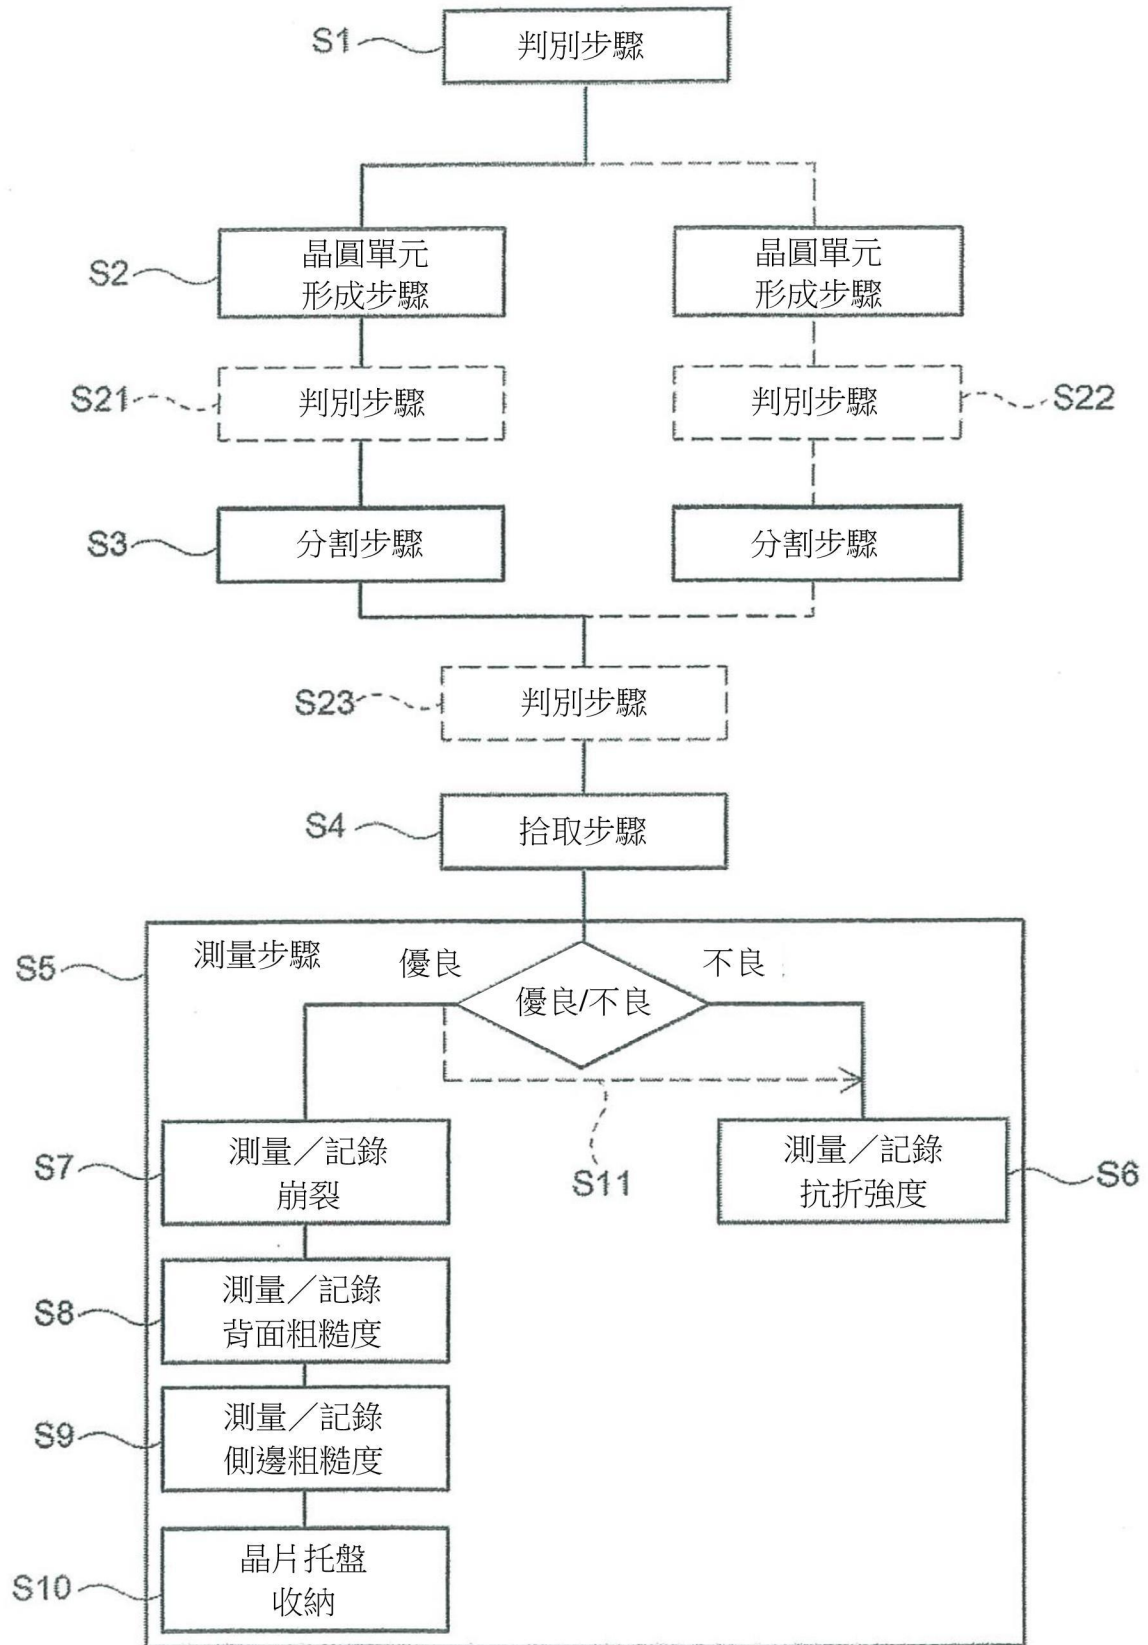 S1
判別步驟
S2
晶圓單元
形成步驟
晶圓單元
形成步驟
S21
判別步驟
判別步驟
S22
S3
分割步驟
分割步驟
S23
判別步驟
S4
拾取步驟
S5
測量步驟
優良
不良
優良/不良
S7
測量／記錄
崩裂
S11
測量／記錄
抗折強度
S6
S8
測量／記錄
背面粗糙度
S9
測量／記錄
側邊粗糙度
S10
晶片托盤
收納